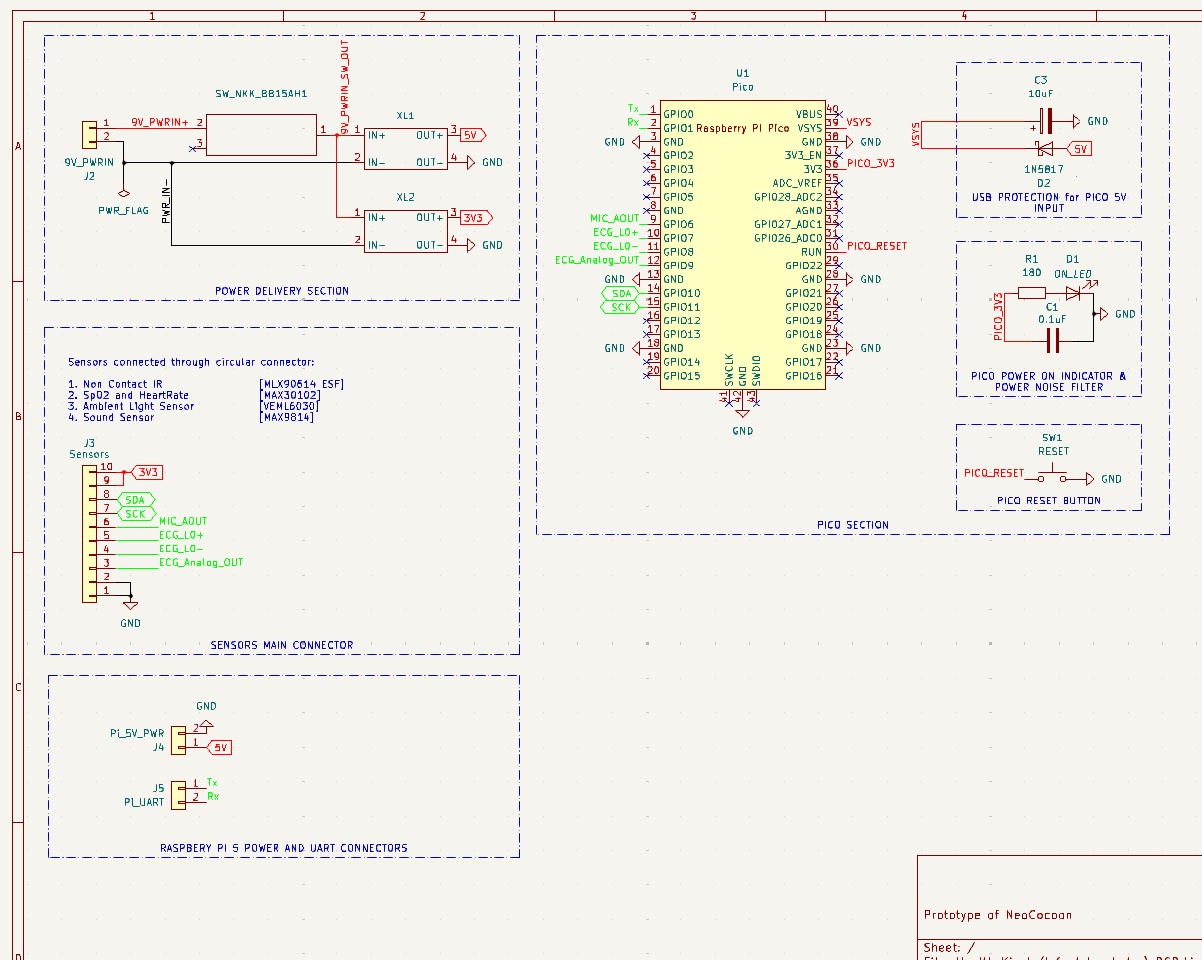 1 2 3 4
A
B
C
D
SW_NKK_BB15AH1
9V_PWRIN_SW_OUT
1 9V_PWRIN+ 2
2
3
1
9V_PWRIN
J2
PWR_FLAG
PWR_IN-
XL1
1 IN+ OUT+ 3 5V
2 IN- OUT- 4 GND
XL2
1 IN+ OUT+ 3 3V3
2 IN- OUT- 4 GND
POWER DELIVERY SECTION
Sensors connected through circular connector:
1. Non Contact IR [MLX90614 ESF]
2. SpO2 and HeartRate [MAX30102]
3. Ambient Light Sensor [VEML6030]
4. Sound Sensor [MAX9814]
J3
Sensors
10 3V3
9
8 SDA
7 SCK
6 MIC_AOUT
5 ECG_LO+
4 ECG_LO-
3 ECG_Analog_OUT
2
1
GND
SENSORS MAIN CONNECTOR
GND
Pi_5V_PWR 2
J4 1 5V
J5 1 Tx
Pi_UART 2 Rx
RASPBERY PI 5 POWER AND UART CONNECTORS
U1
Pico
Raspberry Pi Pico
Tx 1 GPIO0
Rx 2 GPIO1
GND 3 GND
4 GPIO2
5 GPIO3
6 GPIO4
7 GPIO5
8 GND
MIC_AOUT 9 GPIO6
ECG_LO+ 10 GPIO7
ECG_LO- 11 GPIO8
ECG_Analog_OUT 12 GPIO9
GND 13 GND
SDA 14 GPIO10
SCK 15 GPIO11
16 GPIO12
17 GPIO13
GND 18 GND
19 GPIO14
20 GPIO15
VBUS 40
VSYS 39 VSYS
GND 38 GND
3V3_EN 37
3V3 36 PICO_3V3
ADC_VREF 35
GPIO28_ADC2 34
AGND 33
GPIO27_ADC1 32
GPIO26_ADC0 31
RUN 30 PICO_RESET
GPIO22 29
GND 28 GND
GPIO21 27
GPIO20 26
GPIO19 25
GPIO18 24
GND 23 GND
GPIO17 22
GPIO16 21
SWCLK GND SWDIO
41 42 43
GND
PICO SECTION
C3
10uF
VSYS
+
GND
5V
1N5817
D2
USB PROTECTION for PICO 5V
INPUT
R1 D1
180 ON_LED
PICO_3V3
C1
0.1uF
GND
PICO POWER ON INDICATOR &
POWER NOISE FILTER
SW1
RESET
PICO_RESET GND
PICO RESET BUTTON
Prototype of NeoCocoon
Sheet: /